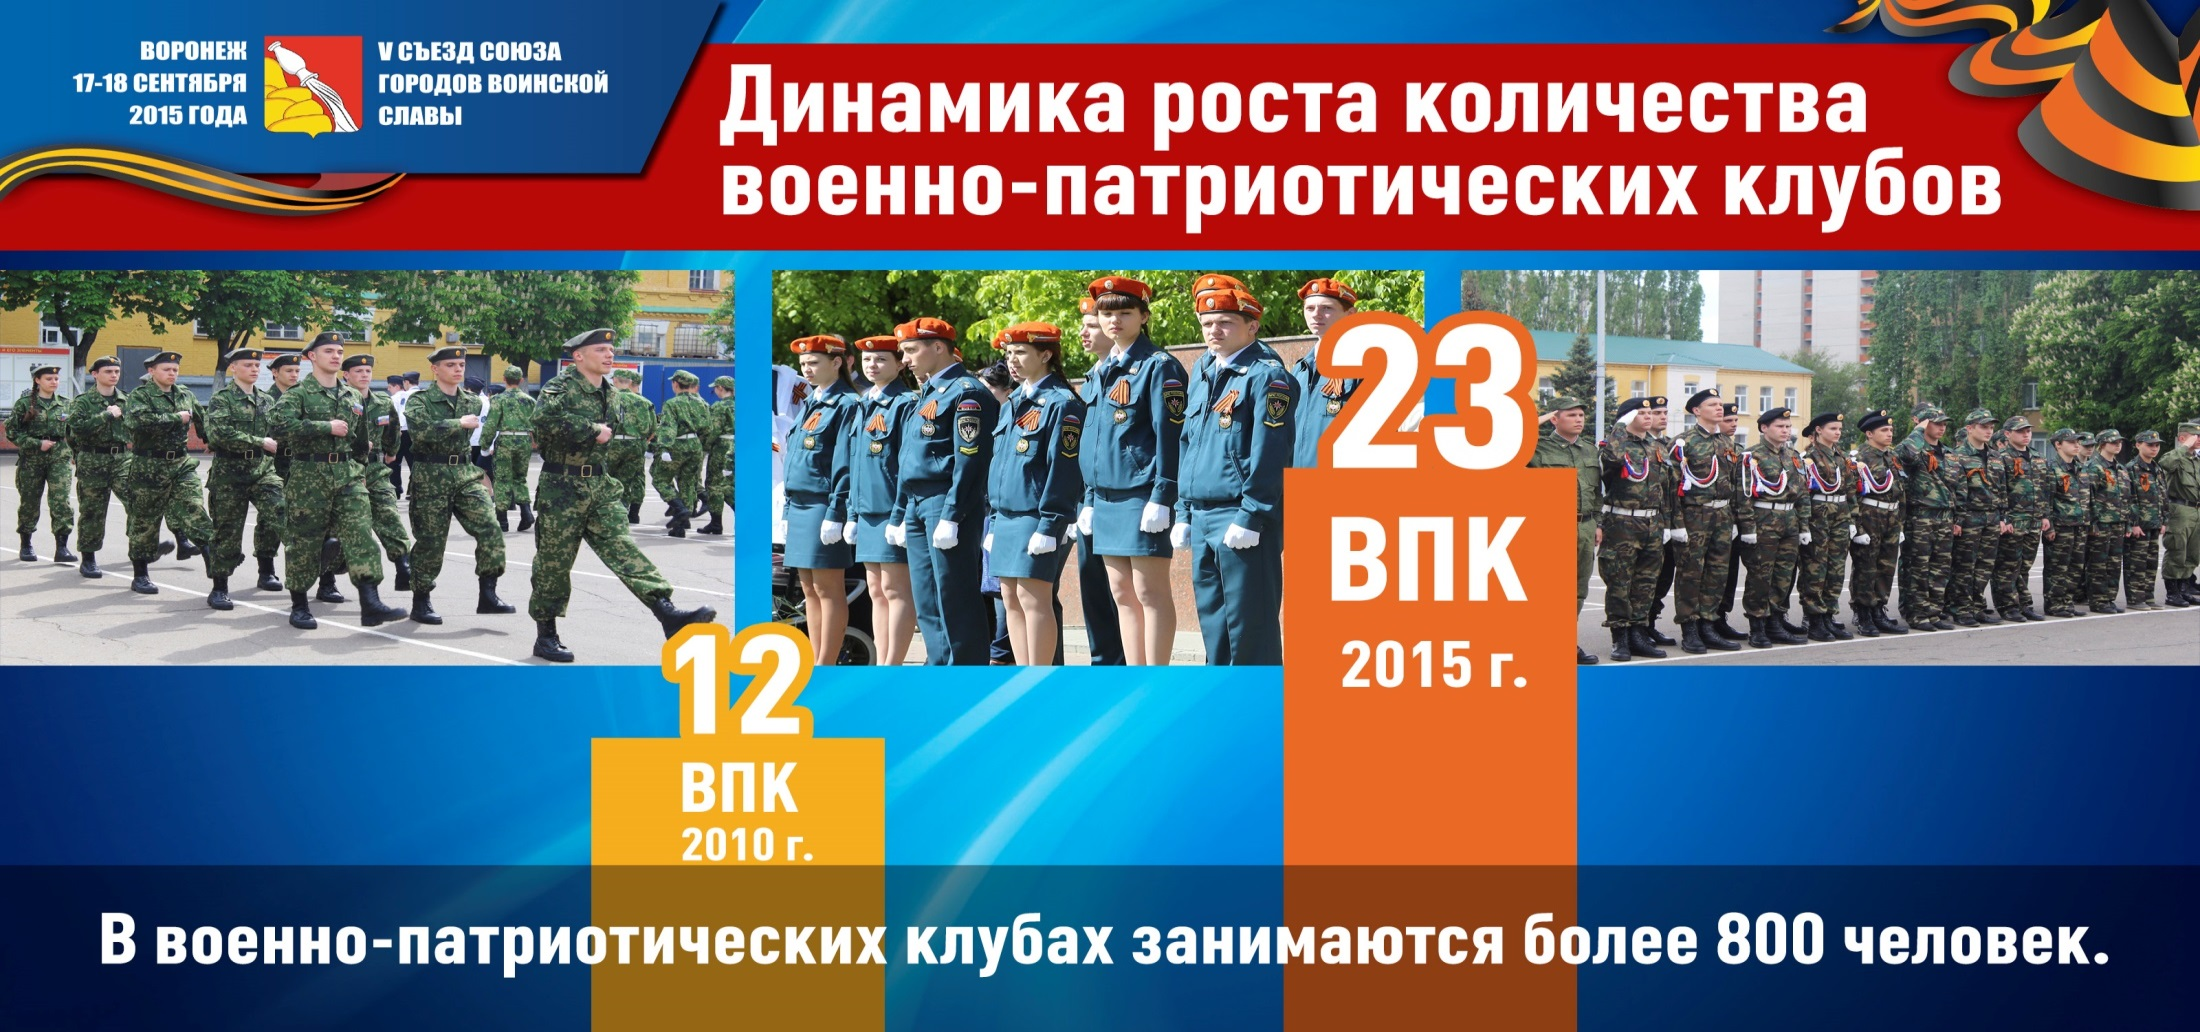 ВОРОНЕЖ
17-18 СЕНТЯБРЯ
2015 ГОДА
V СЪЕЗД СОЮЗА
ГОРОДОВ ВОИНСКОЙ
СЛАВЫ
Динамика роста количества
военно-патриотических клубов
12
ВПК
2010 г.
23
ВПК
2015 г.
В военно-патриотических клубах занимаются более 800 человек.